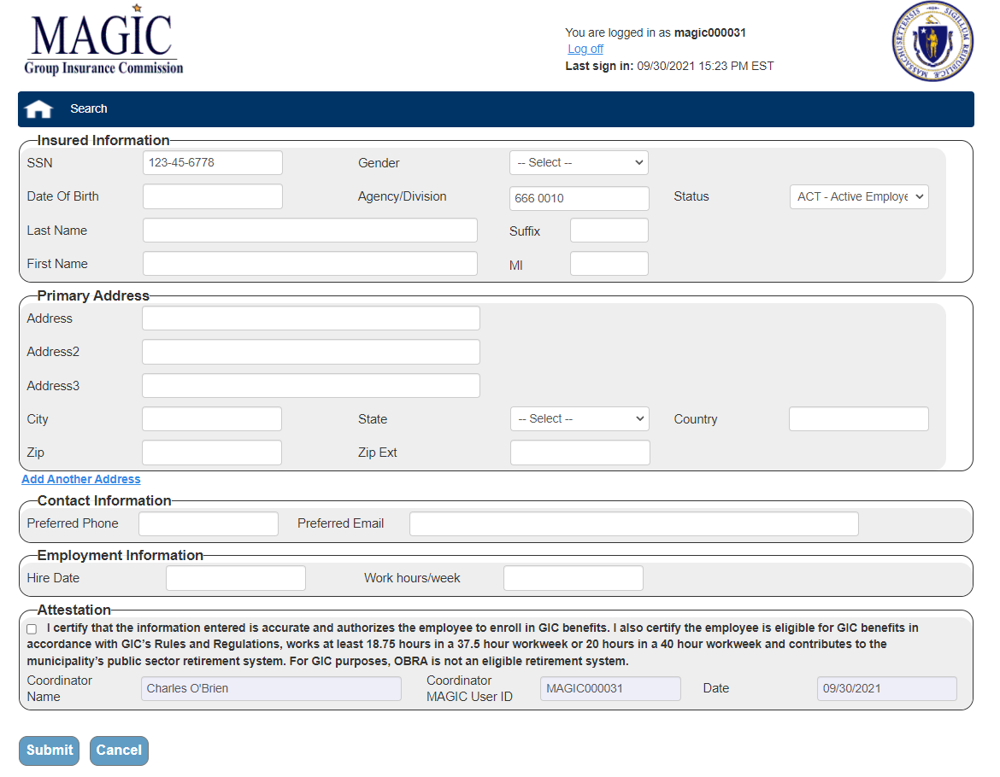 MAGIC
Group Insurance Commission
You are logged in as magic000031
Log off
Last sign in: 09/30/2021 15:23 PM EST
Search
Insured Information
SSN 123-45-6778 Gender -- Select --
Date Of Birth Agency/Division 666 0010 Status ACT - Active Employe
Last Name Suffix
First Name MI
Primary Address
Address
Address2
Address3
City State -- Select -- Country
Zip Zip Ext
Add Another Address
Contact Information
Preferred Phone Preferred Email
Employment Information
Hire Date Work hours/week
Attestation
I certify that the information entered is accurate and authorizes the employee to enroll in GIC benefits. I also certify the employee is eligible for GIC benefits in
accordance with GIC’s Rules and Regulations, works at least 18.75 hours in a 37.5 hour workweek or 20 hours in a 40 hour workweek and contributes to the
municipality’s public sector retirement system. For GIC purposes, OBRA is not an eligible retirement system.
Coordinator Name Charles O'Brien Coordinator MAGIC User ID MAGIC000031 Date 09/30/2021
Submit Cancel